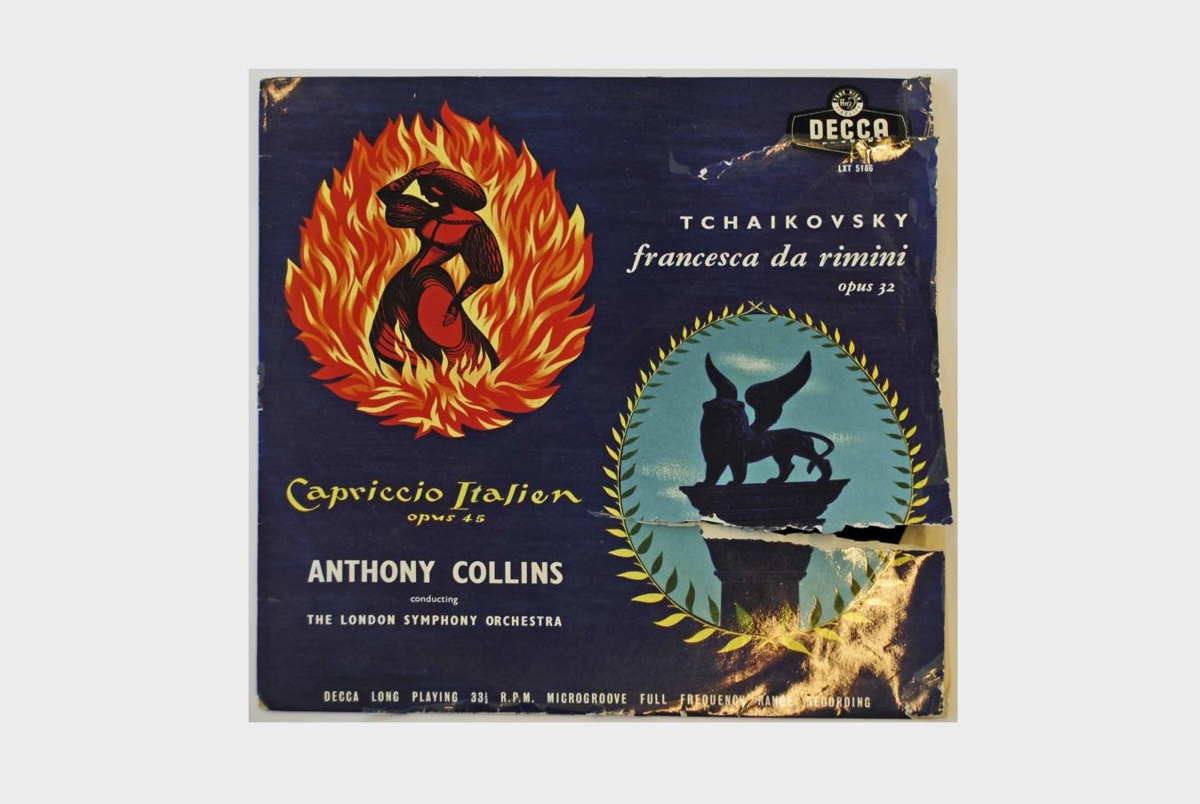 DECCA
LXT 5186
TCHAIKOVSKY
francesca da rimini
opus 32
Capriccio Italien
opus 45
ANTHONY COLLINS
conducting
THE LONDON SYMPHONY ORCHESTRA
DECCA LONG PLAYING 33⅓ R.P.M. MICROGROOVE FULL FREQUENCY RANGE RECORDING